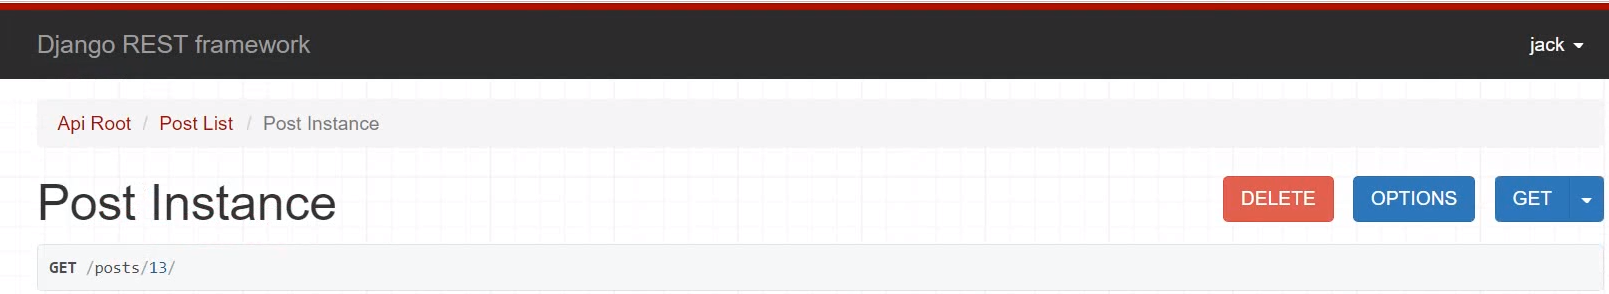 Django REST framework
jack
Api Root / Post List / Post Instance
Post Instance
DELETE
OPTIONS
GET
GET /posts/13/